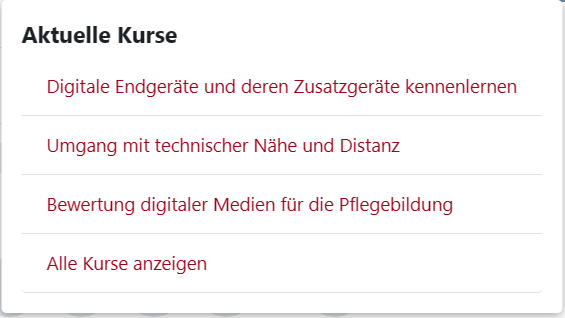 Aktuelle Kurse
Digitale Endgeräte und deren Zusatzgeräte kennenlernen
Umgang mit technischer Nähe und Distanz
Bewertung digitaler Medien für die Pflegebildung
Alle Kurse anzeigen